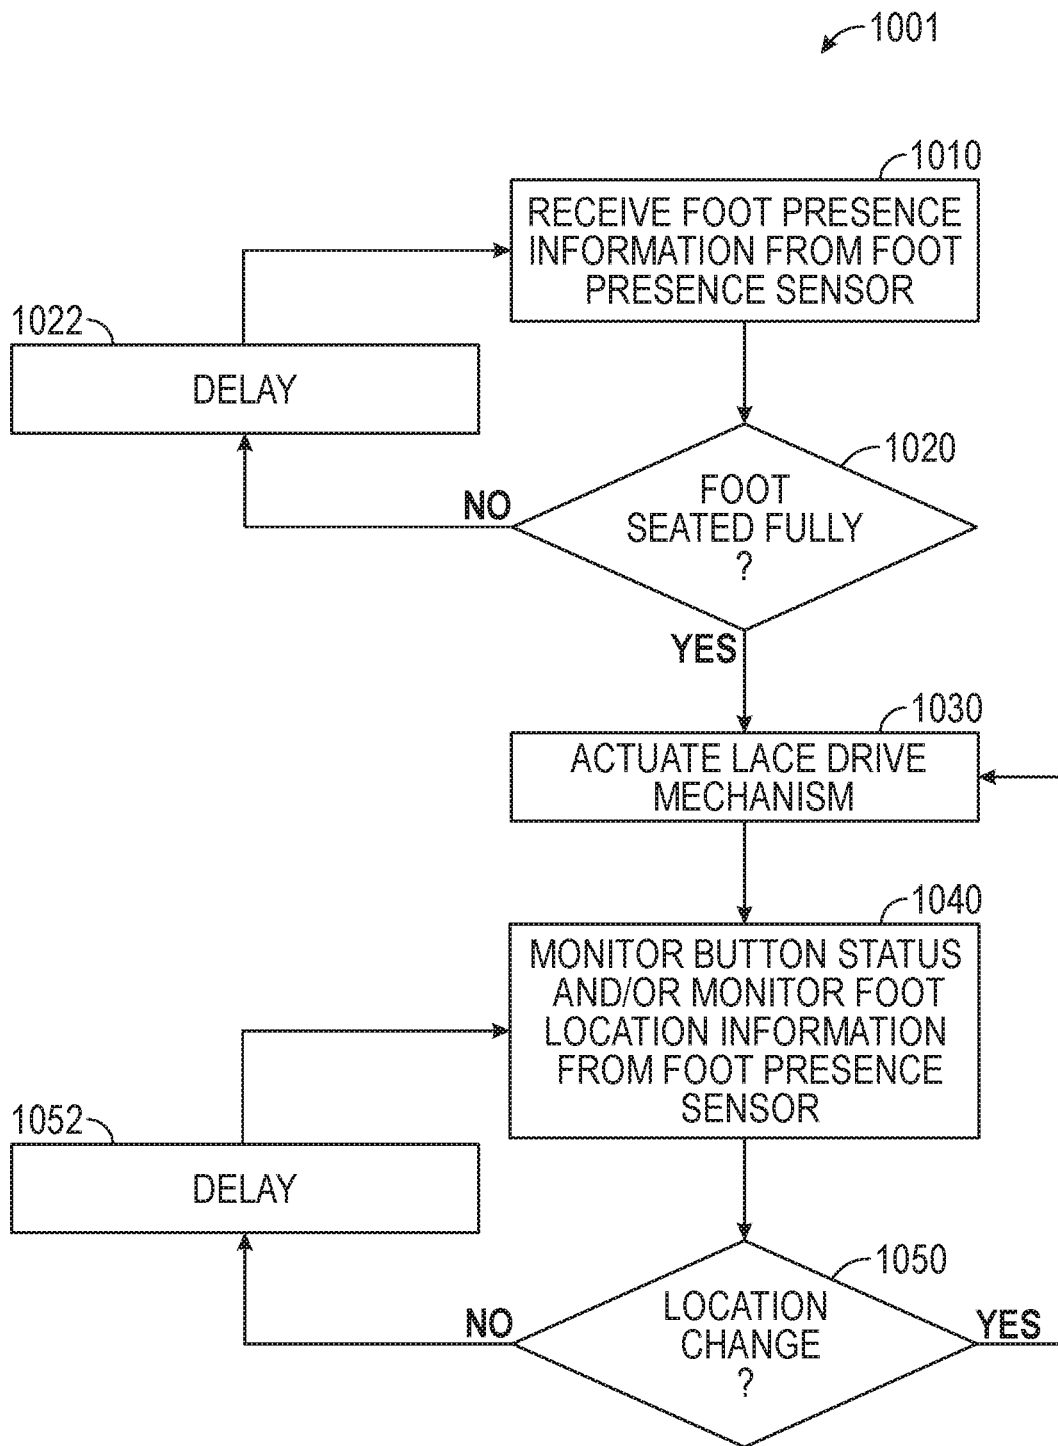 1001
1010
RECEIVE FOOT PRESENCE
INFORMATION FROM FOOT
PRESENCE SENSOR
1022
DELAY
1020
FOOT
SEATED FULLY
?
NO
YES
1030
ACTUATE LACE DRIVE
MECHANISM
1040
MONITOR BUTTON STATUS
AND/OR MONITOR FOOT
LOCATION INFORMATION
FROM FOOT PRESENCE
SENSOR
1052
DELAY
1050
LOCATION
CHANGE
?
NO
YES